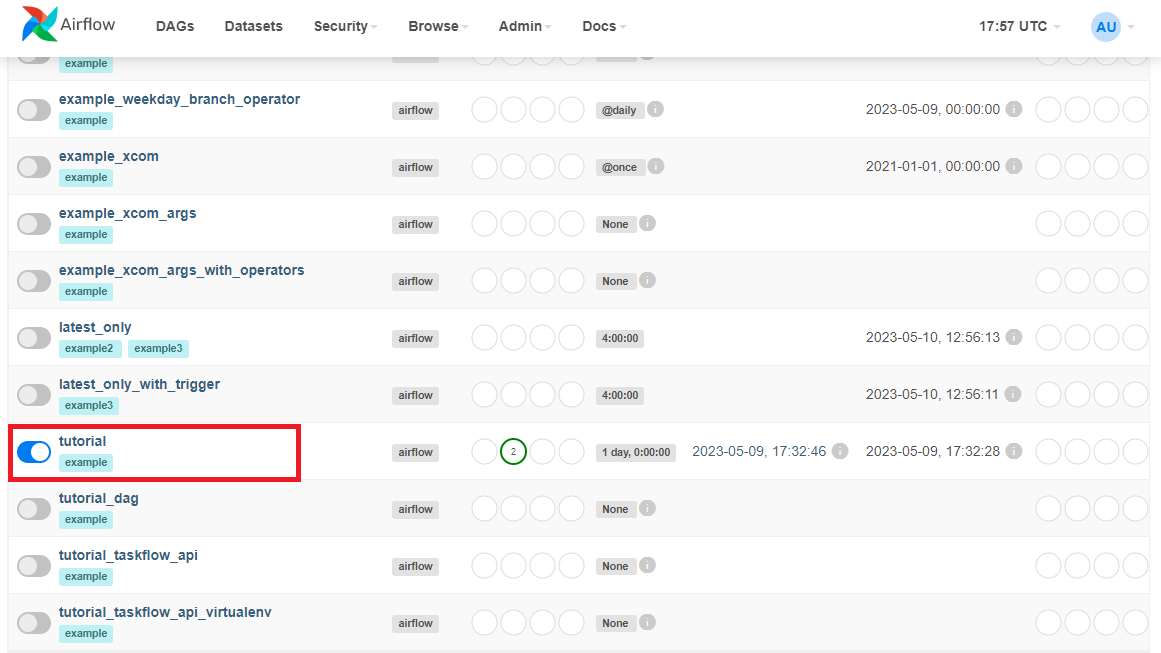 Airflow DAGs Datasets Security Browse Admin Docs 17:57 UTC AU
example
example_weekday_branch_operator
example airflow @daily 2023-05-09, 00:00:00
example_xcom
example airflow @once 2021-01-01, 00:00:00
example_xcom_args
example airflow None
example_xcom_args_with_operators
example airflow None
latest_only
example2 example3 airflow 4:00:00 2023-05-10, 12:56:13
latest_only_with_trigger
example3 airflow 4:00:00 2023-05-10, 12:56:11
tutorial
example airflow 2 1 day, 0:00:00 2023-05-09, 17:32:46 2023-05-09, 17:32:28
tutorial_dag
example airflow None
tutorial_taskflow_api
example airflow None
tutorial_taskflow_api_virtualenv
example airflow None